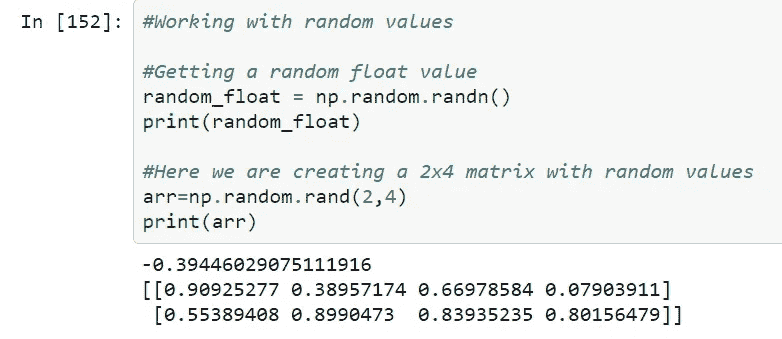 In [152]: #Working with random values
#Getting a random float value
random_float = np.random.randn()
print(random_float)
#Here we are creating a 2x4 matrix with random values
arr=np.random.rand(2,4)
print(arr)
-0.39446029075111916
[[0.90925277 0.38957174 0.66978584 0.07903911]
 [0.55389408 0.8990473  0.83935235 0.80156479]]